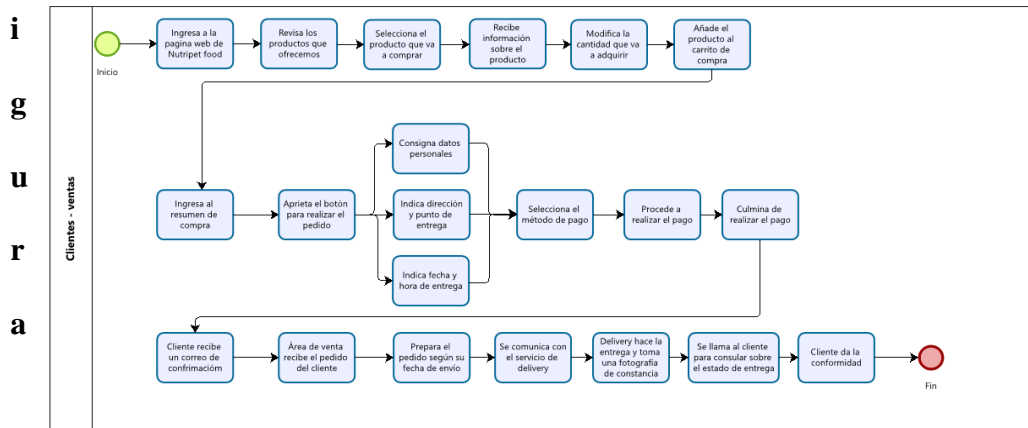 i
g
u
r
a
Clientes - ventas
Inicio
Ingresa a la
pagina web de
Nutripet food
Revisa los
productos que
ofrecemos
Selecciona el
producto que va
a comprar
Recibe
información
sobre el
producto
Modifica la
cantidad que va
a adquirir
Añade el
producto al
carrito de
compra
Ingresa al
resumen de
compra
Aprieta el botón
para realizar el
pedido
Consigna datos
personales
Indica dirección
y punto de
entrega
Indica fecha y
hora de entrega
Selecciona el
método de pago
Procede a
realizar el pago
Culmina de
realizar el pago
Cliente recibe
un correo de
confrimacióm
Área de venta
recibe el pedido
del cliente
Prepara el
pedido según su
fecha de envío
Se comunica con
el servicio de
delivery
Delivery hace la
entrega y toma
una fotografía
de constancia
Se llama al cliente
para consular sobre
el estado de entrega
Cliente da la
conformidad
Fin